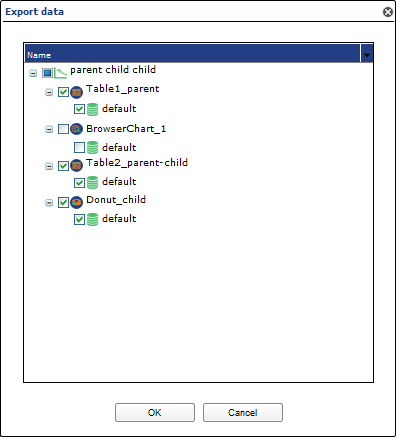 Export data
Name
parent child child
Table1_parent
default
BrowserChart_1
default
Table2_parent-child
default
Donut_child
default
OK
Cancel